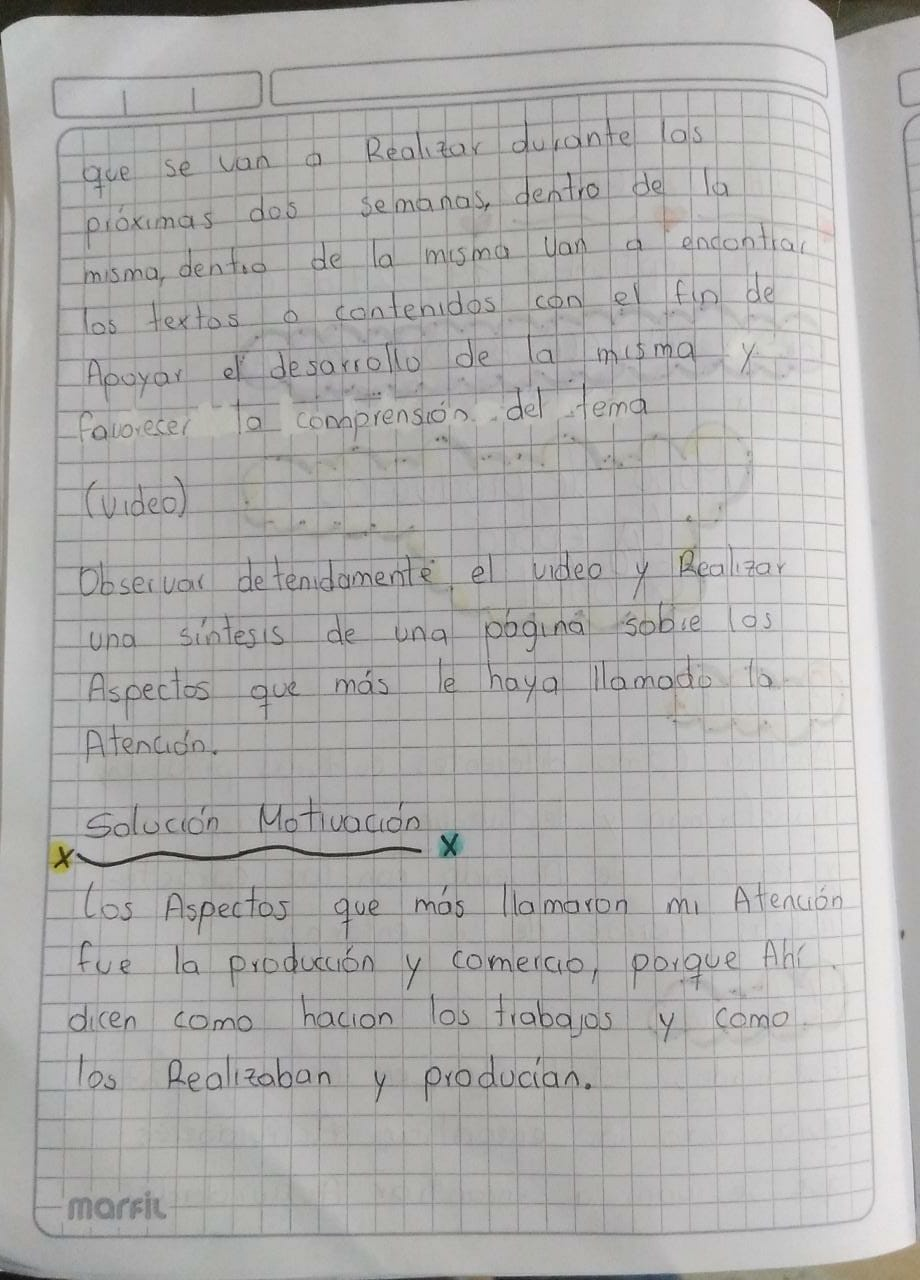 que se van a Realizar durante los
próximas dos semanas, dentro de la
misma, dentro de la misma van a encontrar
los textos o contenidos con el fin de
Apoyar el desarrollo de la misma y
favoreser la comprensión del tema
(video)
Observar detenidamente el video y Realizar
una síntesis de una página sobre los
Aspectos que más le haya llamado la
Atención.
Solución Motivación
x x
Los Aspectos que más llamaron mi Atención
fue la producción y comercio, porque Ahí
dicen como hacion los trabajos y como
los Realizaban y producían.
marfil